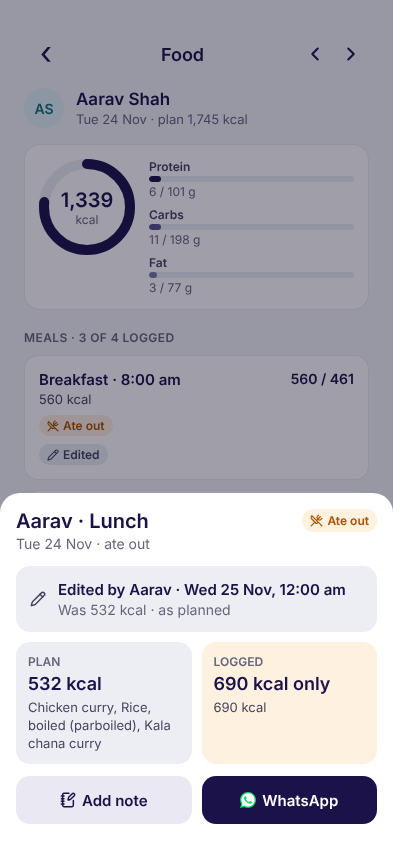 Food
AS
Aarav Shah
Tue 24 Nov · plan 1,745 kcal
1,339
kcal
Protein
6 / 101 g
Carbs
11 / 198 g
Fat
3 / 77 g
MEALS · 3 OF 4 LOGGED
Breakfast · 8:00 am
560 / 461
560 kcal
Ate out
Edited
Aarav · Lunch
Ate out
Tue 24 Nov · ate out
Edited by Aarav · Wed 25 Nov, 12:00 am
Was 532 kcal · as planned
PLAN
532 kcal
Chicken curry, Rice,
boiled (parboiled), Kala
chana curry
LOGGED
690 kcal only
690 kcal
Add note
WhatsApp